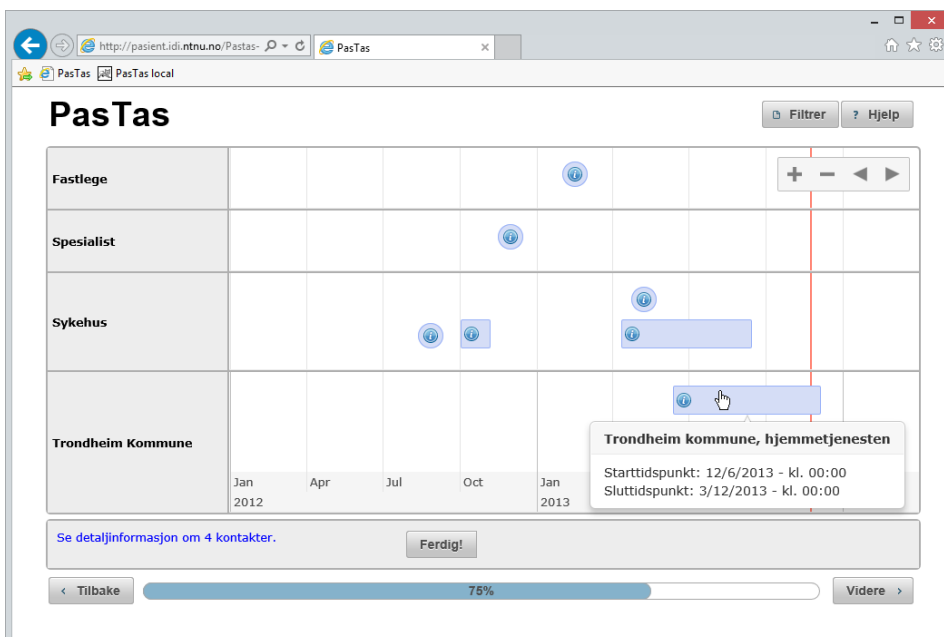 http://pasient.idi.ntnu.no/Pastas-
PasTas
PasTas
PasTas local
PasTas
Filtrer
? Hjelp
Fastlege
Spesialist
Sykehus
Trondheim Kommune
Trondheim kommune, hjemmetjenesten
Starttidspunkt: 12/6/2013 - kl. 00:00
Sluttidspunkt: 3/12/2013 - kl. 00:00
Jan Apr Jul Oct Jan
2012 2013
Se detaljinformasjon om 4 kontakter.
Ferdig!
‹ Tilbake
75%
Videre ›